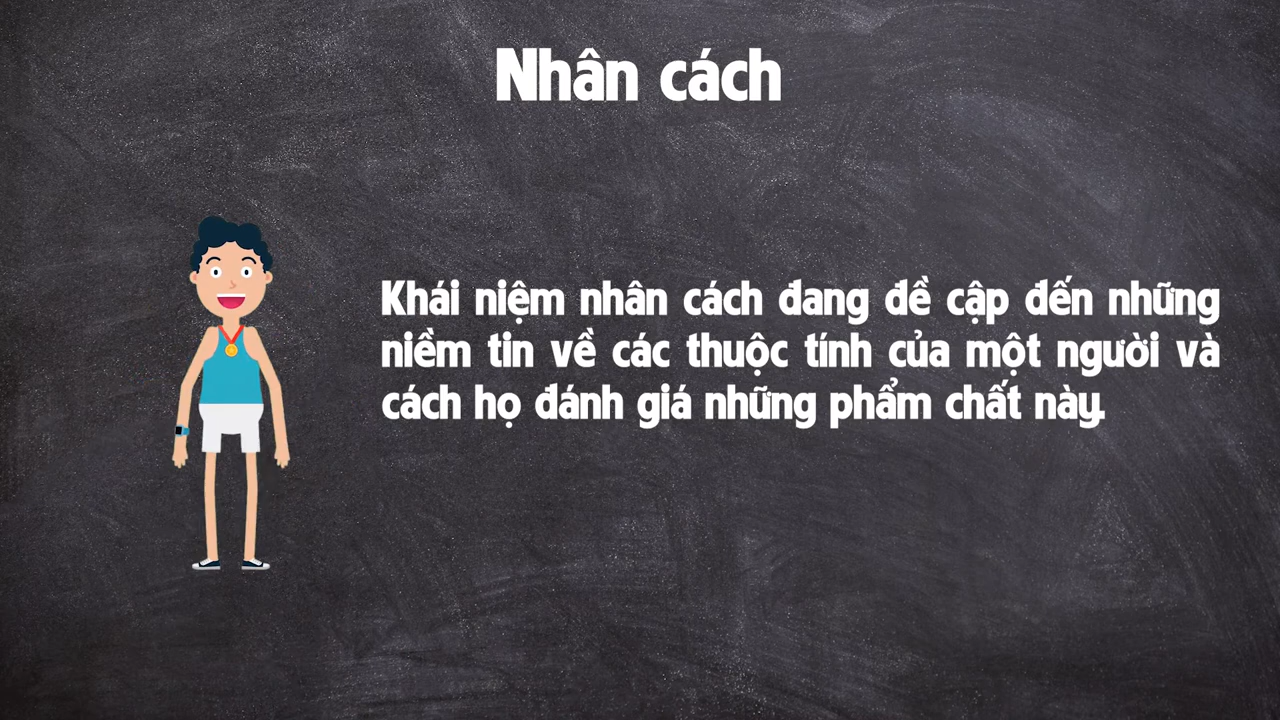 Nhân cách
Khái niệm nhân cách đang đề cập đến những
niềm tin về các thuộc tính của một người và
cách họ đánh giá những phẩm chất này.